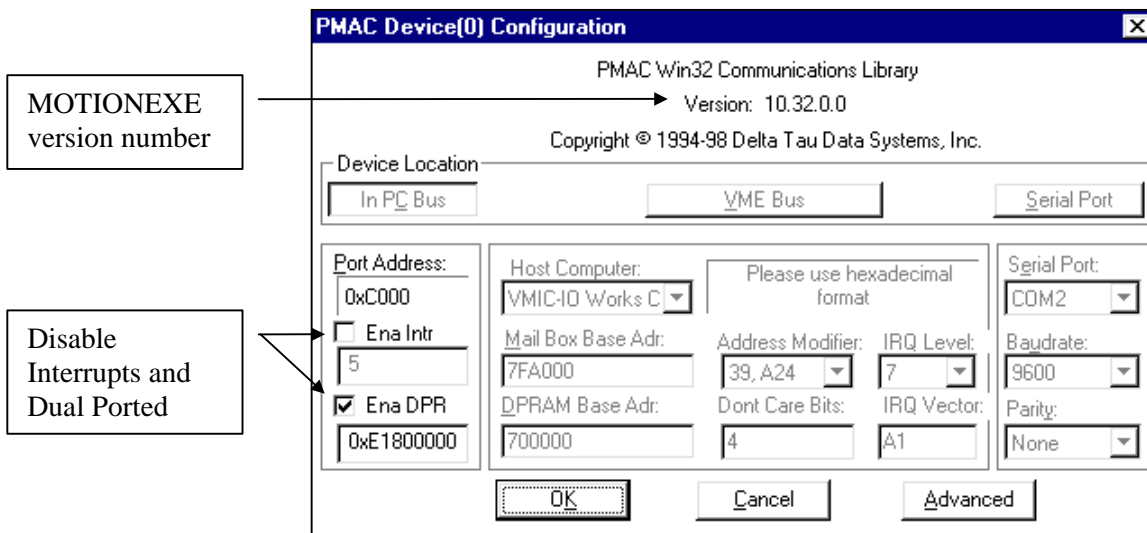 PMAC Device(0) Configuration
PMAC Win32 Communications Library
MOTIONEXE
version number
Version: 10.32.0.0
Copyright © 1994-98 Delta Tau Data Systems, Inc.
Device Location
In PC Bus
VME Bus
Serial Port
Port Address:
0xC000
Ena Intr
5
Ena DPR
0xE1800000
Disable
Interrupts and
Dual Ported
Host Computer:
VMIC-IO Works C
Please use hexadecimal
format
Mail Box Base Adr:
7FA000
Address Modifier:
39, A24
IRQ Level:
7
DPRAM Base Adr:
700000
Dont Care Bits:
4
IRQ Vector:
A1
Serial Port:
COM2
Baudrate:
9600
Parity:
None
OK
Cancel
Advanced